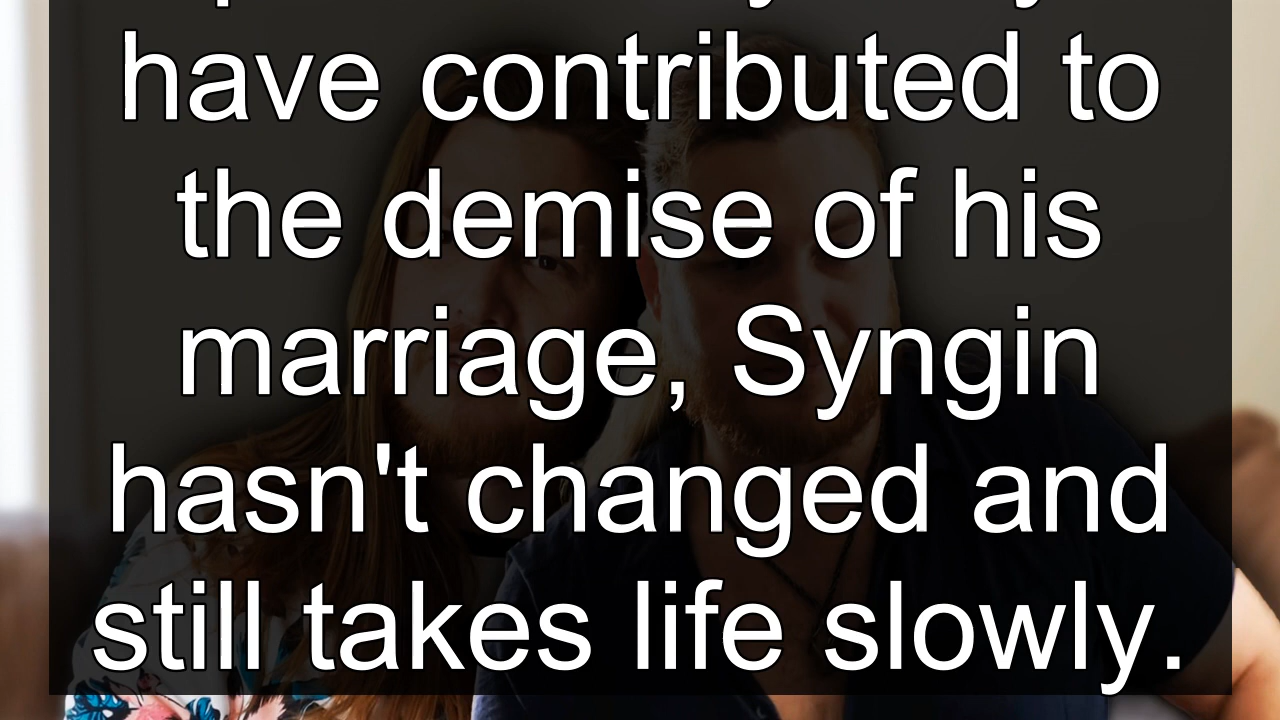 have contributed to
the demise of his
marriage, Syngin
hasn't changed and
still takes life slowly.